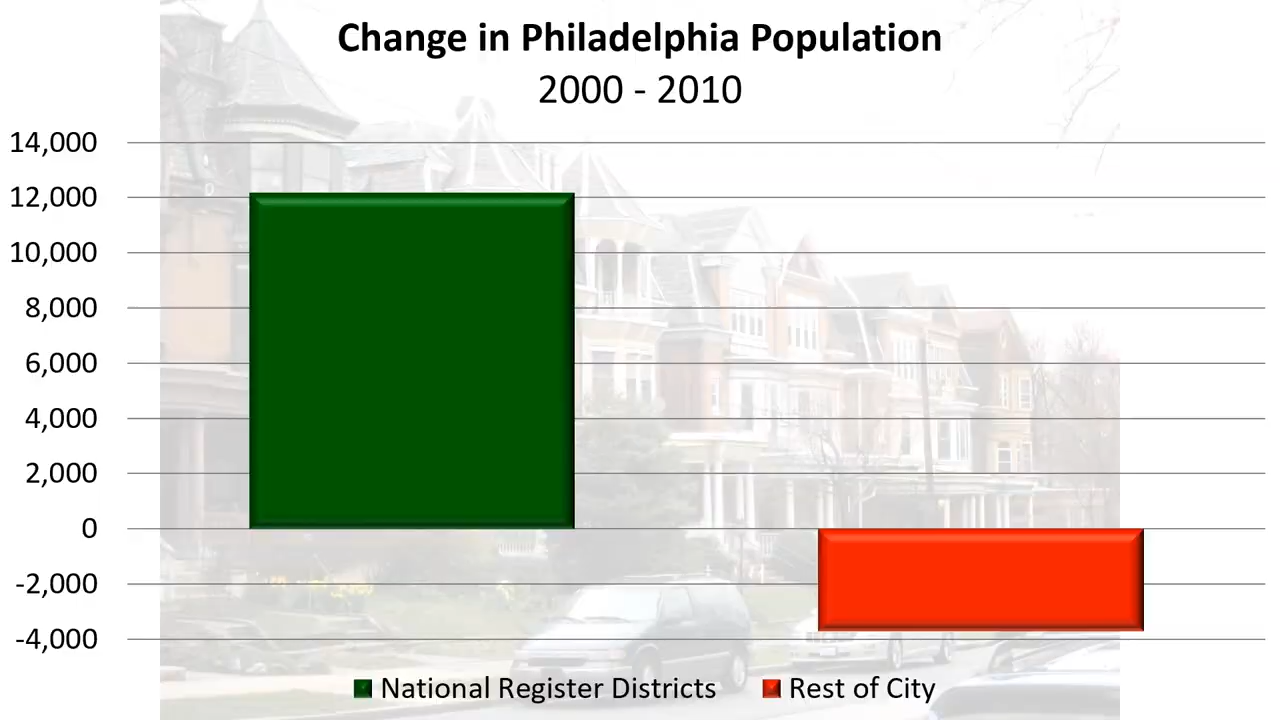 Change in Philadelphia Population
2000 - 2010
14,000
12,000
10,000
8,000
6,000
4,000
2,000
0
-2,000
-4,000
National Register Districts
Rest of City